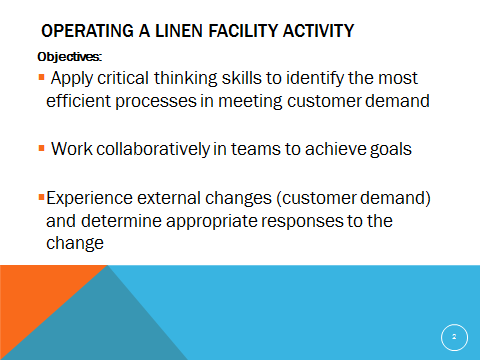 OPERATING A LINEN FACILITY ACTIVITY
Objectives:
▪ Apply critical thinking skills to identify the most
efficient processes in meeting customer demand
▪ Work collaboratively in teams to achieve goals
▪Experience external changes (customer demand)
and determine appropriate responses to the
change
2